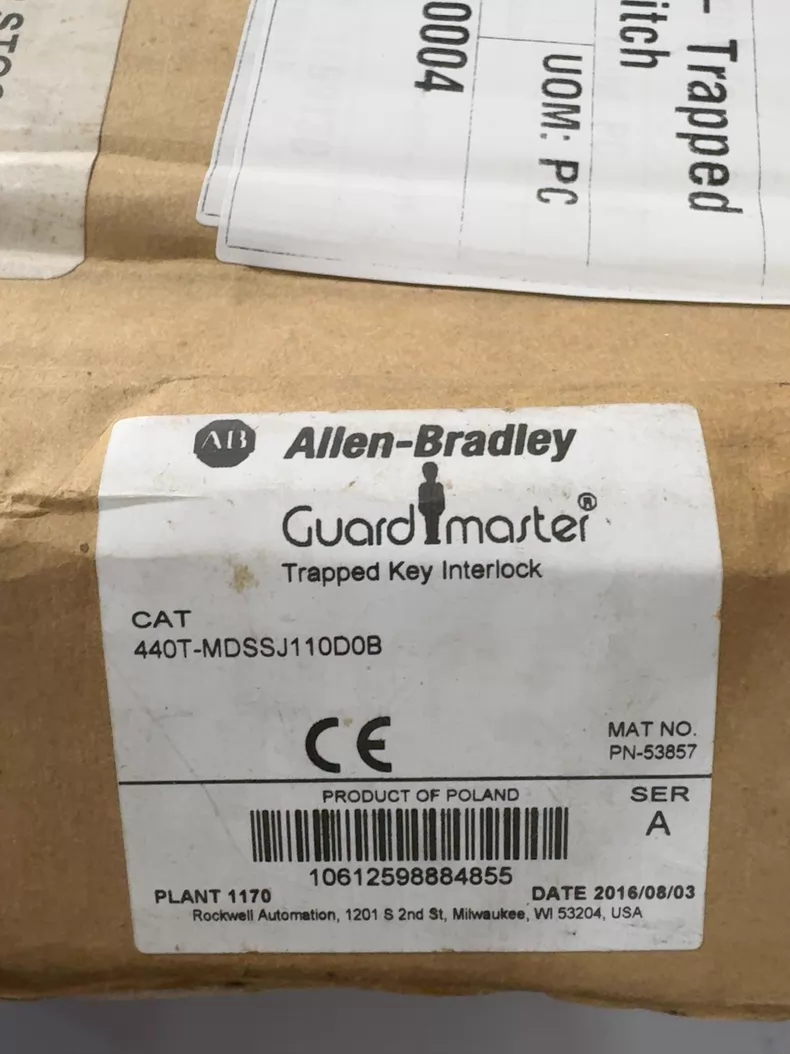 - Trapped
itch
UOM: PC
0004
AB Allen-Bradley
Guardmaster®
Trapped Key Interlock
CAT
440T-MDSSJ110D0B
CE
MAT NO.
PN-53857
PRODUCT OF POLAND
SER
A
10612598884855
PLANT 1170
DATE 2016/08/03
Rockwell Automation, 1201 S 2nd St, Milwaukee, WI 53204, USA